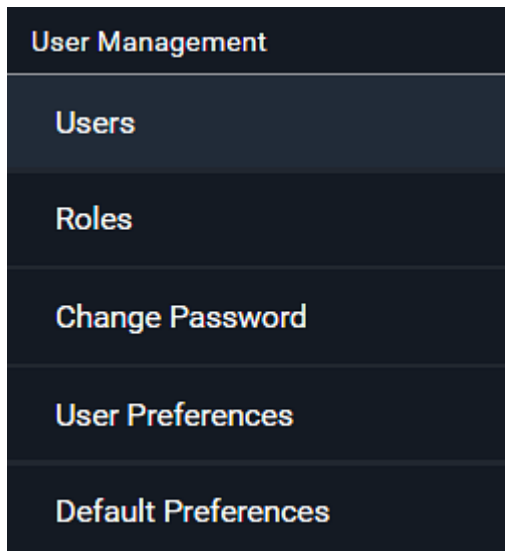 User Management
Users
Roles
Change Password
User Preferences
Default Preferences